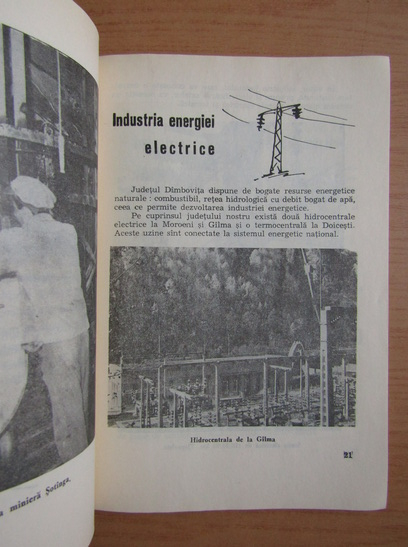 Industria energiei
electrice
Județul Dîmbovița dispune de bogate resurse energetice
naturale : combustibil, rețea hidrologică cu debit bogat de apă,
ceea ce permite dezvoltarea industriei energetice.
Pe cuprinsul județului nostru există două hidrocentrale
electrice la Moroeni și Gîlma și o termocentrală la Doicești.
Aceste uzine sînt conectate la sistemul energetic național.
Hidrocentrala de la Gîlma
21
a minieră Șotînga.